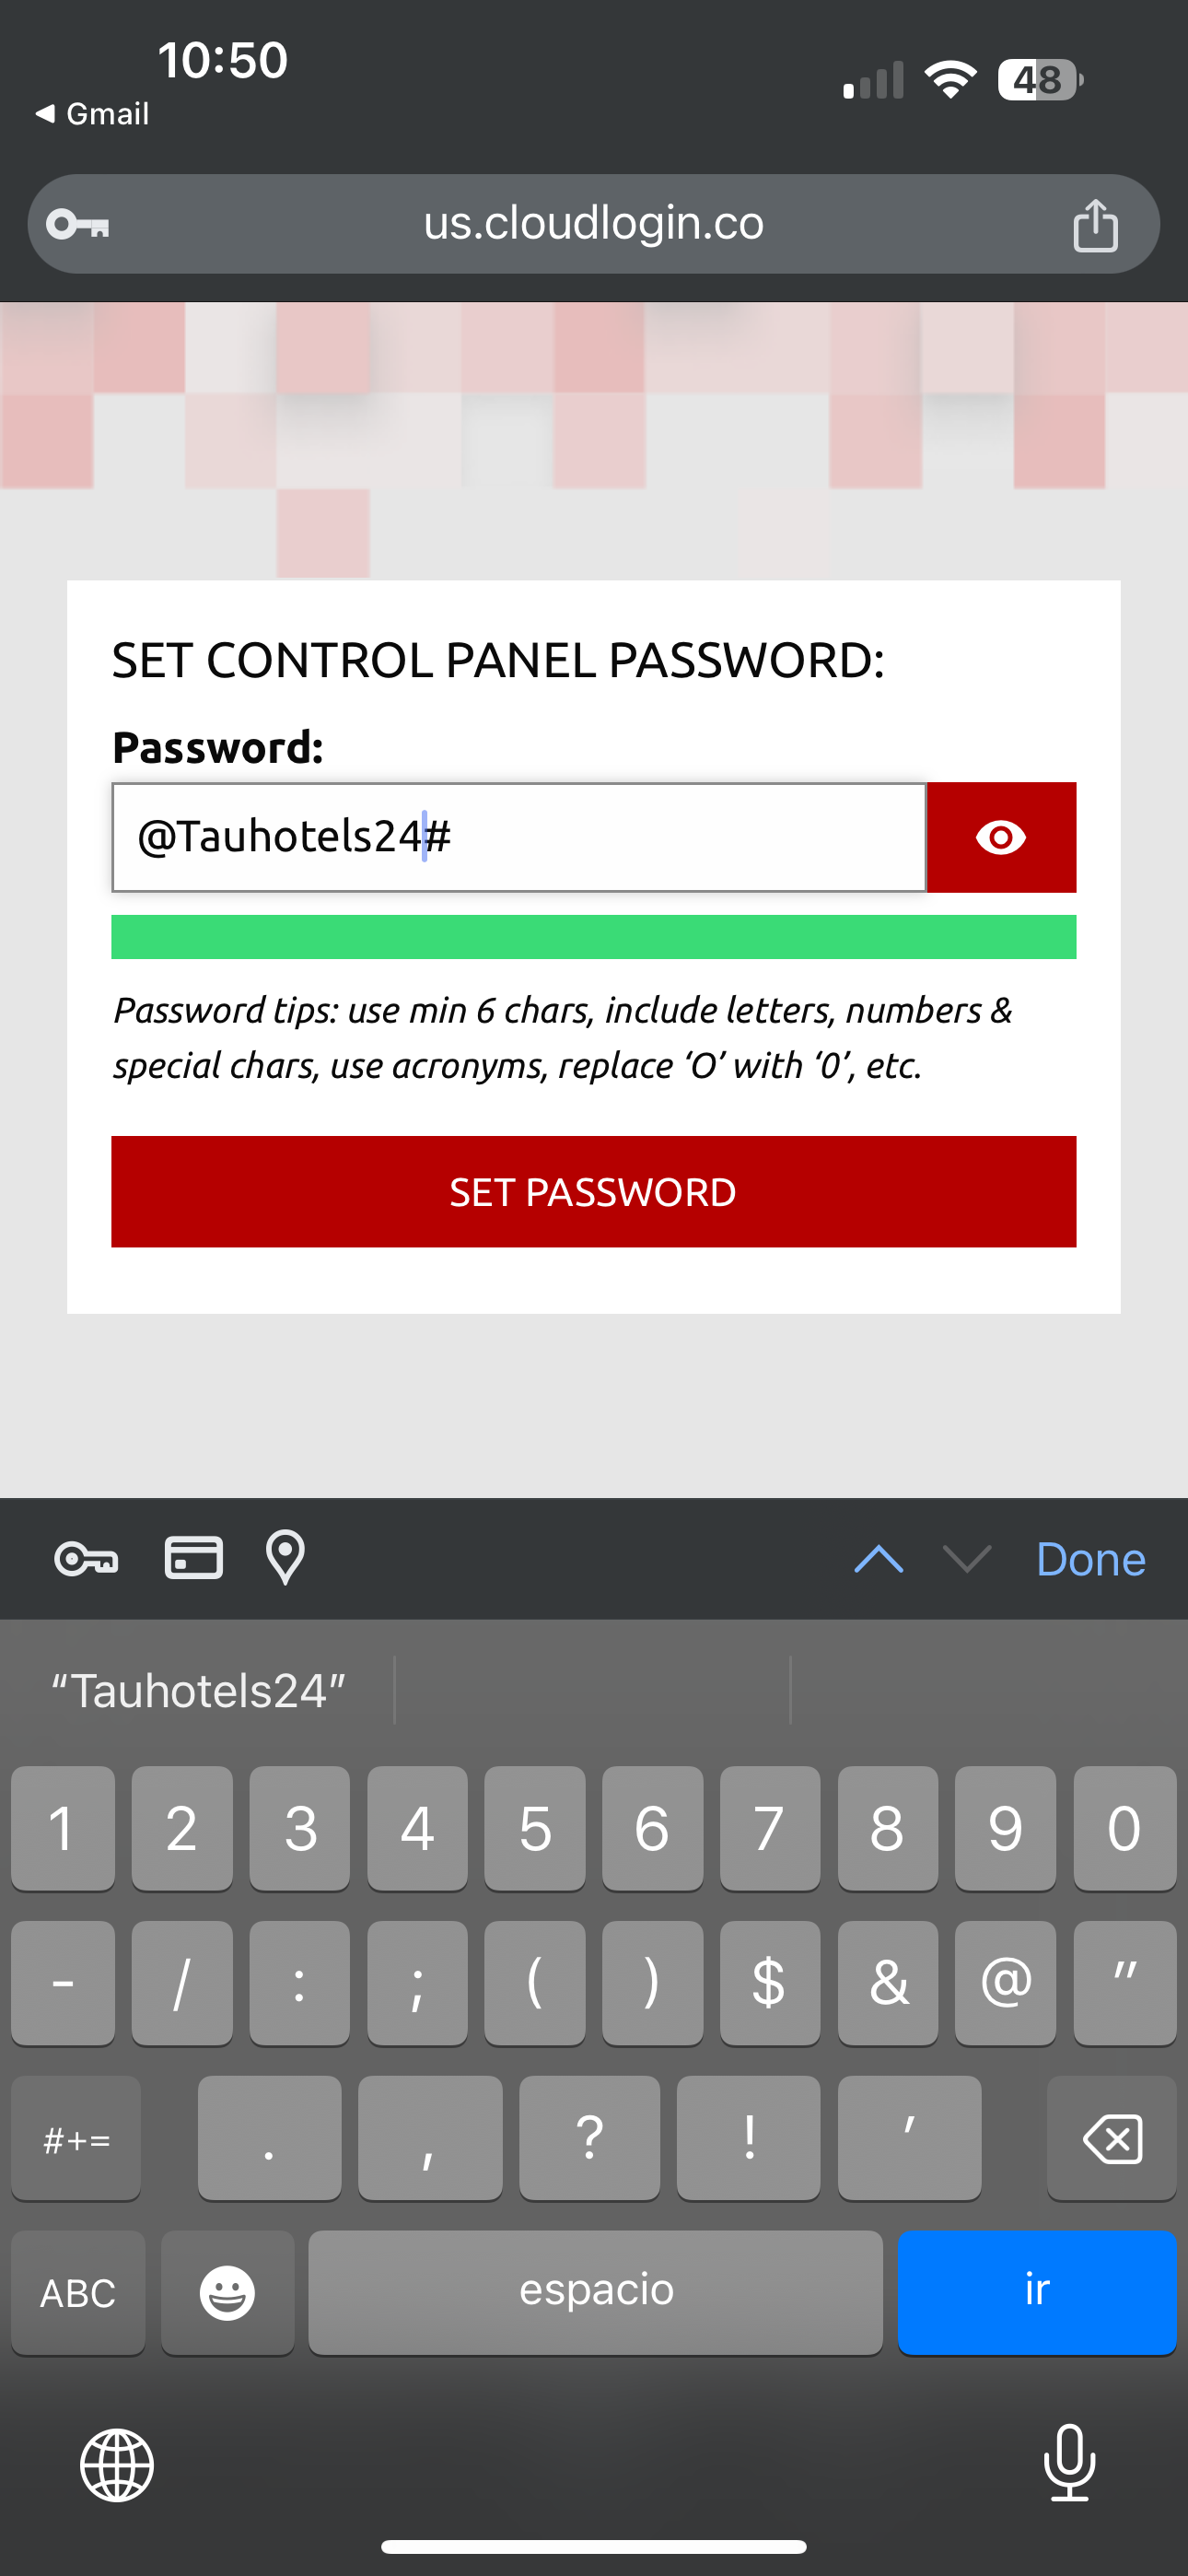 10:50
48
Gmail
us.cloudlogin.co
SET CONTROL PANEL PASSWORD:
Password:
@Tauhotels24#
Password tips: use min 6 chars, include letters, numbers &
special chars, use acronyms, replace ‘O’ with ‘0’, etc.
SET PASSWORD
Done
“Tauhotels24”
1 2 3 4 5 6 7 8 9 0
- / : ; ( ) $ & @ "
#+= . , ? ! ’
ABC espacio ir